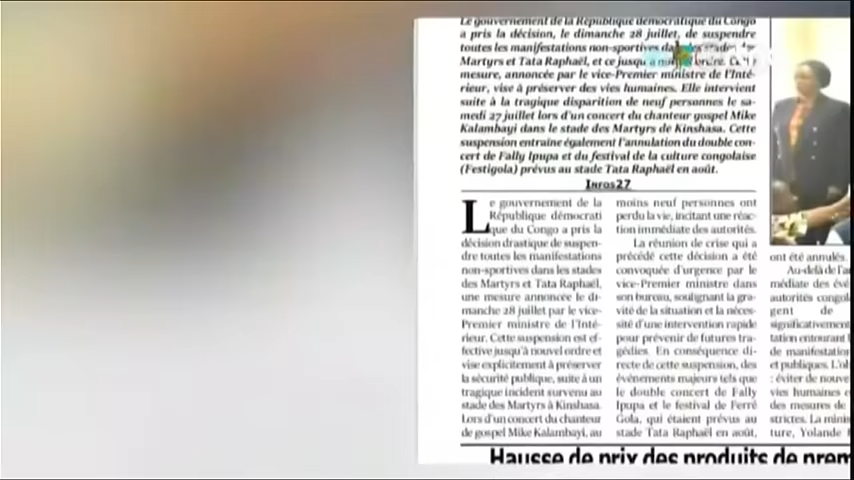 Le gouvernement de la République démocratique du Congo
a pris la décision, le dimanche 28 juillet, de suspendre
toutes les manifestations non-sportives dans les stades des
Martyrs et Tata Raphaël, et ce jusqu'à nouvel ordre. Cette
mesure, annoncée par le vice-Premier ministre de l'Inté-
rieur, vise à préserver des vies humaines. Elle intervient
suite à la tragique disparition de neuf personnes le sa-
medi 27 juillet lors d'un concert du chanteur gospel Mike
Kalambayi dans le stade des Martyrs de Kinshasa. Cette
suspension entraîne également l'annulation du double con-
cert de Fally Ipupa et du festival de la culture congolaise
(Festigola) prévus au stade Tata Raphaël en août.
Infos27
Le gouvernement de la
République démocrati
que du Congo a pris la
décision drastique de suspen-
dre toutes les manifestations
non-sportives dans les stades
des Martyrs et Tata Raphaël,
une mesure annoncée le di-
manche 28 juillet par le vice-
Premier ministre de l'Inté-
rieur. Cette suspension est ef-
fective jusqu'à nouvel ordre et
vise explicitement à préserver
la sécurité publique, suite à un
tragique incident survenu au
stade des Martyrs à Kinshasa.
Lors d'un concert du chanteur
de gospel Mike Kalambayi, au
moins neuf personnes ont
perdu la vie, incitant une réac-
tion immédiate des autorités.
La réunion de crise qui a
précédé cette décision a été
convoquée d'urgence par le
vice-Premier ministre dans
son bureau, soulignant la gra-
vité de la situation et la néces-
sité d'une intervention rapide
pour prévenir de futures tra-
gédies. En conséquence di-
recte de cette suspension, des
événements majeurs tels que
le double concert de Fally
Ipupa et le festival de Ferré
Gola, qui étaient prévus au
stade Tata Raphaël en août,
ont été annulés.
Au-delà de l'a
médiate des évé
autorités congol
gent de
significativement
tation entourant l
de manifestation
et publiques. L'ob
: éviter de nouve
vies humaines e
des mesures de
strictes. La minis
ture, Yolande
Hausse de prix des produits de prem